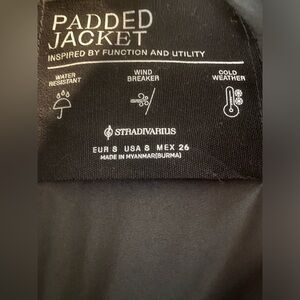 PADDED
JACKET
INSPIRED BY FUNCTION AND UTILITY
WATER RESISTANT
WIND BREAKER
COLD WEATHER
STRADIVARIUS
EUR S USA S MEX 26
MADE IN MYANMAR(BURMA)